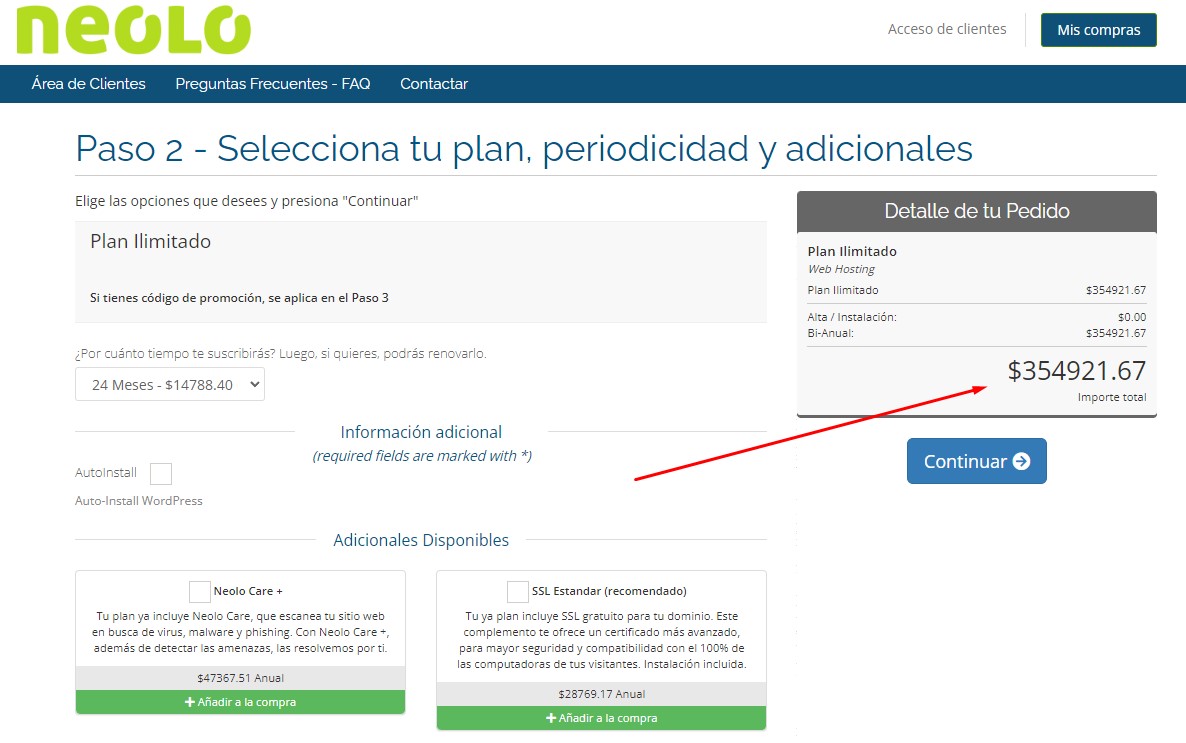 neolo
Acceso de clientes
Mis compras
Área de Clientes
Preguntas Frecuentes - FAQ
Contactar
Paso 2 - Selecciona tu plan, periodicidad y adicionales
Elige las opciones que desees y presiona "Continuar"
Plan Ilimitado
Si tienes código de promoción, se aplica en el Paso 3
¿Por cuánto tiempo te suscribirás? Luego, si quieres, podrás renovarlo.
24 Meses - $14788.40
Información adicional
(required fields are marked with *)
AutoInstall
Auto-Install WordPress
Adicionales Disponibles
Neolo Care +
Tu plan ya incluye Neolo Care, que escanea tu sitio web
en busca de virus, malware y phishing. Con Neolo Care +,
además de detectar las amenazas, las resolvemos por ti.
$47367.51 Anual
Añadir a la compra
SSL Estandar (recomendado)
Tu ya plan incluye SSL gratuito para tu dominio. Este
complemento te ofrece un certificado más avanzado,
para mayor seguridad y compatibilidad con el 100% de
las computadoras de tus visitantes. Instalación incluida.
$28769.17 Anual
Añadir a la compra
Detalle de tu Pedido
Plan Ilimitado
Web Hosting
Plan Ilimitado $354921.67
Alta / Instalación: $0.00
Bi-Anual: $354921.67
$354921.67
Importe total
Continuar